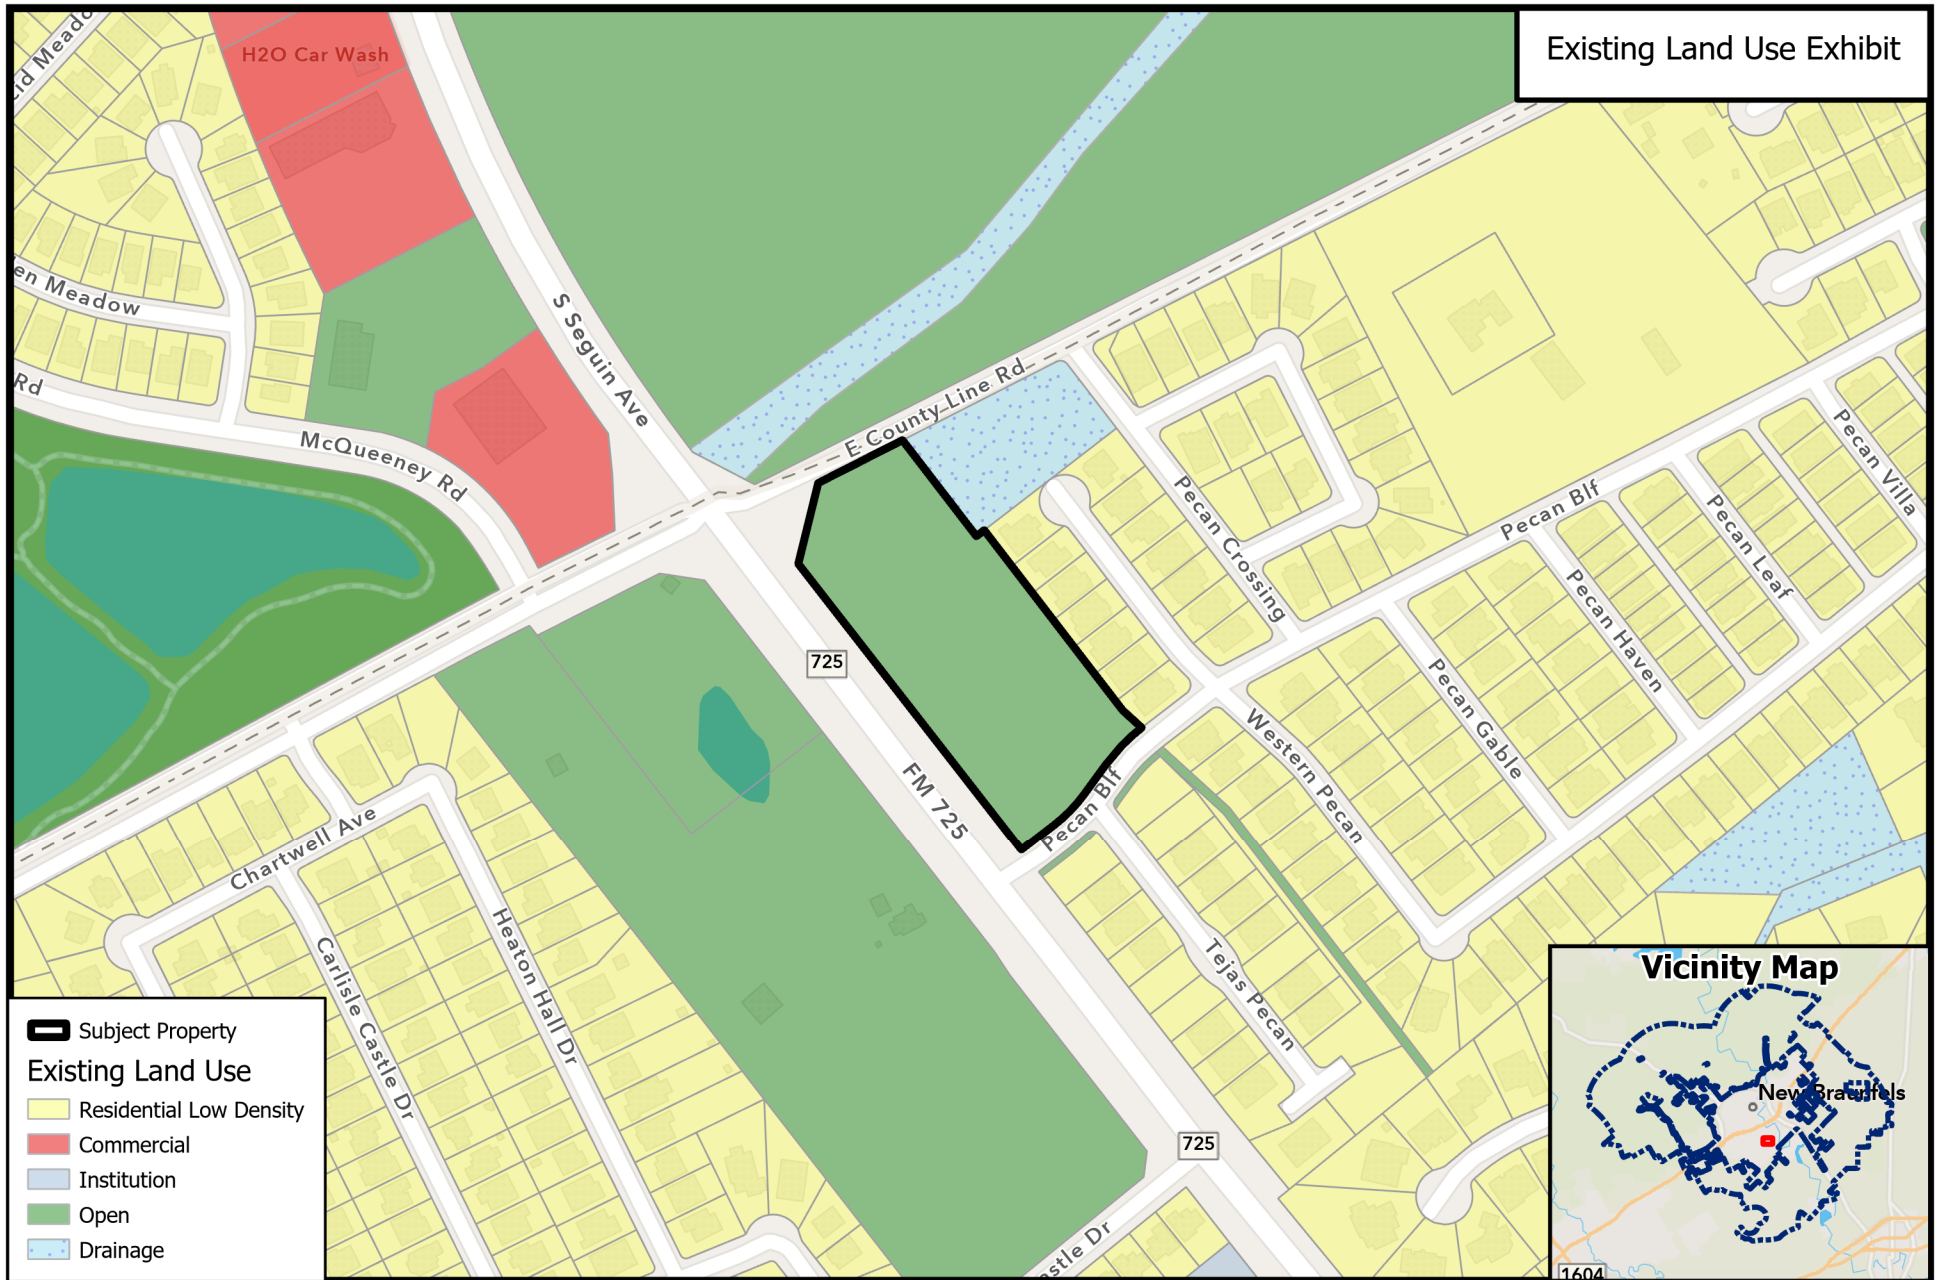 Existing Land Use Exhibit
H2O Car Wash
S Seguin Ave
en Meadow
Rd
McQueeney Rd
E County Line Rd
Pecan Crossing
Pecan Blf
Pecan Villa
Pecan Leaf
Pecan Haven
Pecan Gable
Western Pecan
725
FM 725
Pecan Blf
Tejas Pecan
Chartwell Ave
Carlisle Castle Dr
Heaton Hall Dr
725
astle Dr
Subject Property
Existing Land Use
Residential Low Density
Commercial
Institution
Open
Drainage
Vicinity Map
New Braunfels
1604